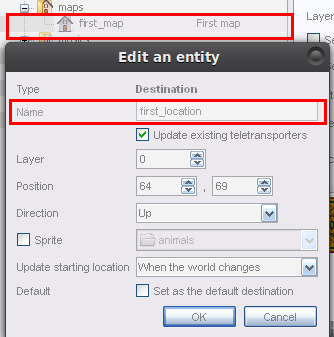 maps
first_map First map
Layer
Edit an entity
Type Destination
Name first_location
Update existing teletransporters
Layer 0
Position 64 , 69
Direction Up
Sprite animals
Update starting location When the world changes
Default Set as the default destination
OK Cancel